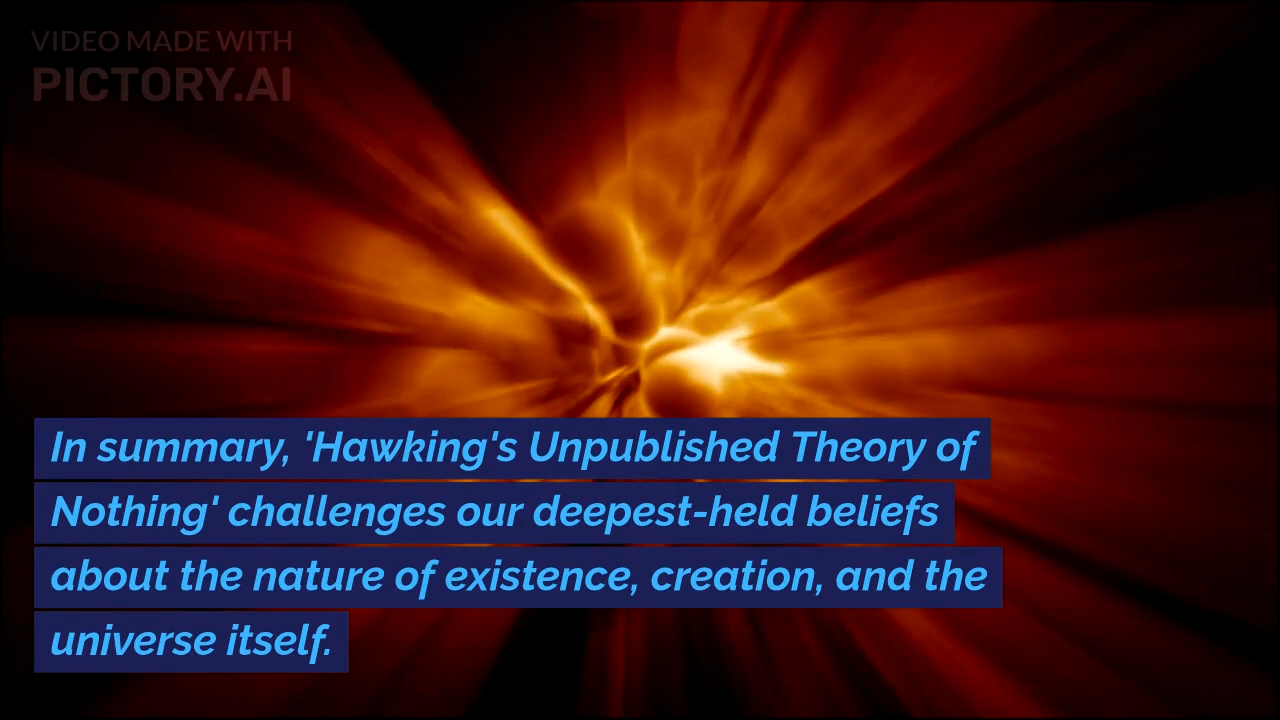 VIDEO MADE WITH
PICTORY.AI
In summary, 'Hawking's Unpublished Theory of
Nothing' challenges our deepest-held beliefs
about the nature of existence, creation, and the
universe itself.